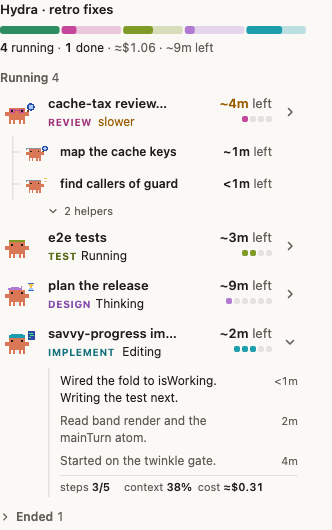 Hydra · retro fixes
4 running · 1 done · ≈$1.06 · ~9m left
Running 4
cache-tax review... ~4m left
REVIEW slower
map the cache keys ~1m left
find callers of guard <1m left
2 helpers
e2e tests ~3m left
TEST Running
plan the release ~9m left
DESIGN Thinking
savvy-progress im... ~2m left
IMPLEMENT Editing
Wired the fold to isWorking. <1m
Writing the test next.
Read band render and the 2m
mainTurn atom.
Started on the twinkle gate. 4m
steps 3/5 context 38% cost ≈$0.31
Ended 1